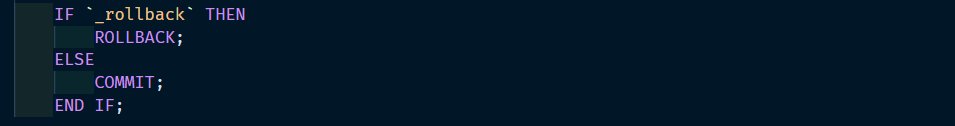 IF `_rollback` THEN
ROLLBACK;
ELSE
COMMIT;
END IF;